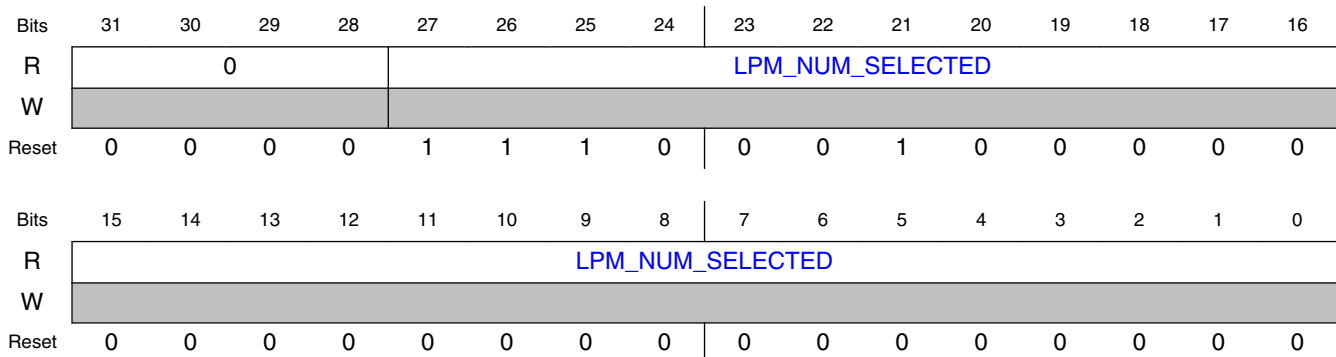 Bits 31 30 29 28 27 26 25 24 23 22 21 20 19 18 17 16
R 0 LPM_NUM_SELECTED
W
Reset 0 0 0 0 1 1 1 0 0 0 1 0 0 0 0 0
Bits 15 14 13 12 11 10 9 8 7 6 5 4 3 2 1 0
R LPM_NUM_SELECTED
W
Reset 0 0 0 0 0 0 0 0 0 0 0 0 0 0 0 0